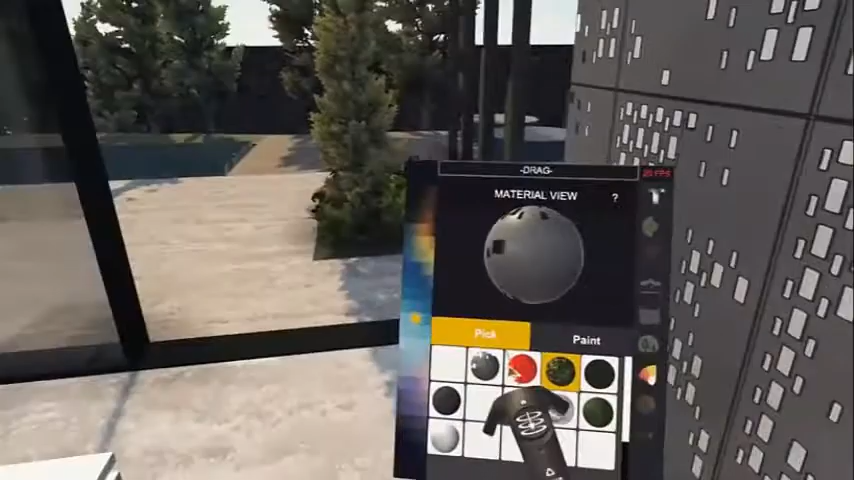 -DRAG-
20 FPS
MATERIAL VIEW
?
Pick
Paint